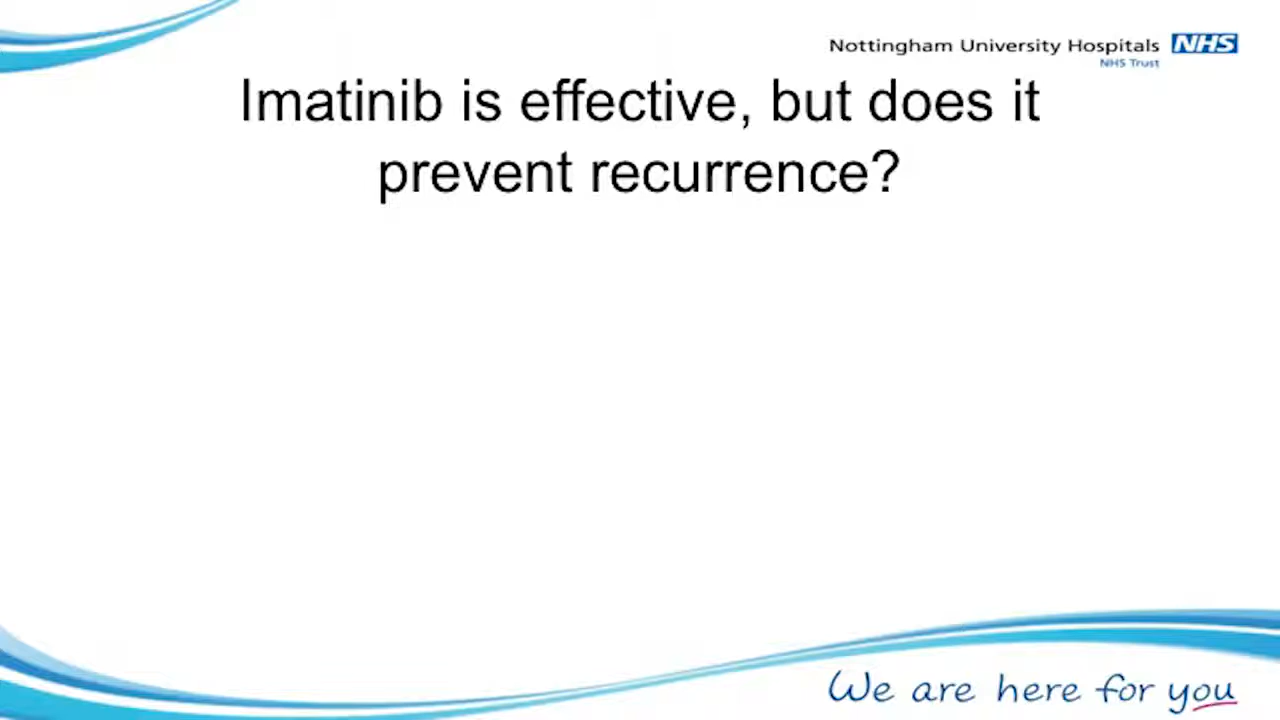 Nottingham University Hospitals NHS
NHS Trust
Imatinib is effective, but does it
prevent recurrence?
We are here for you